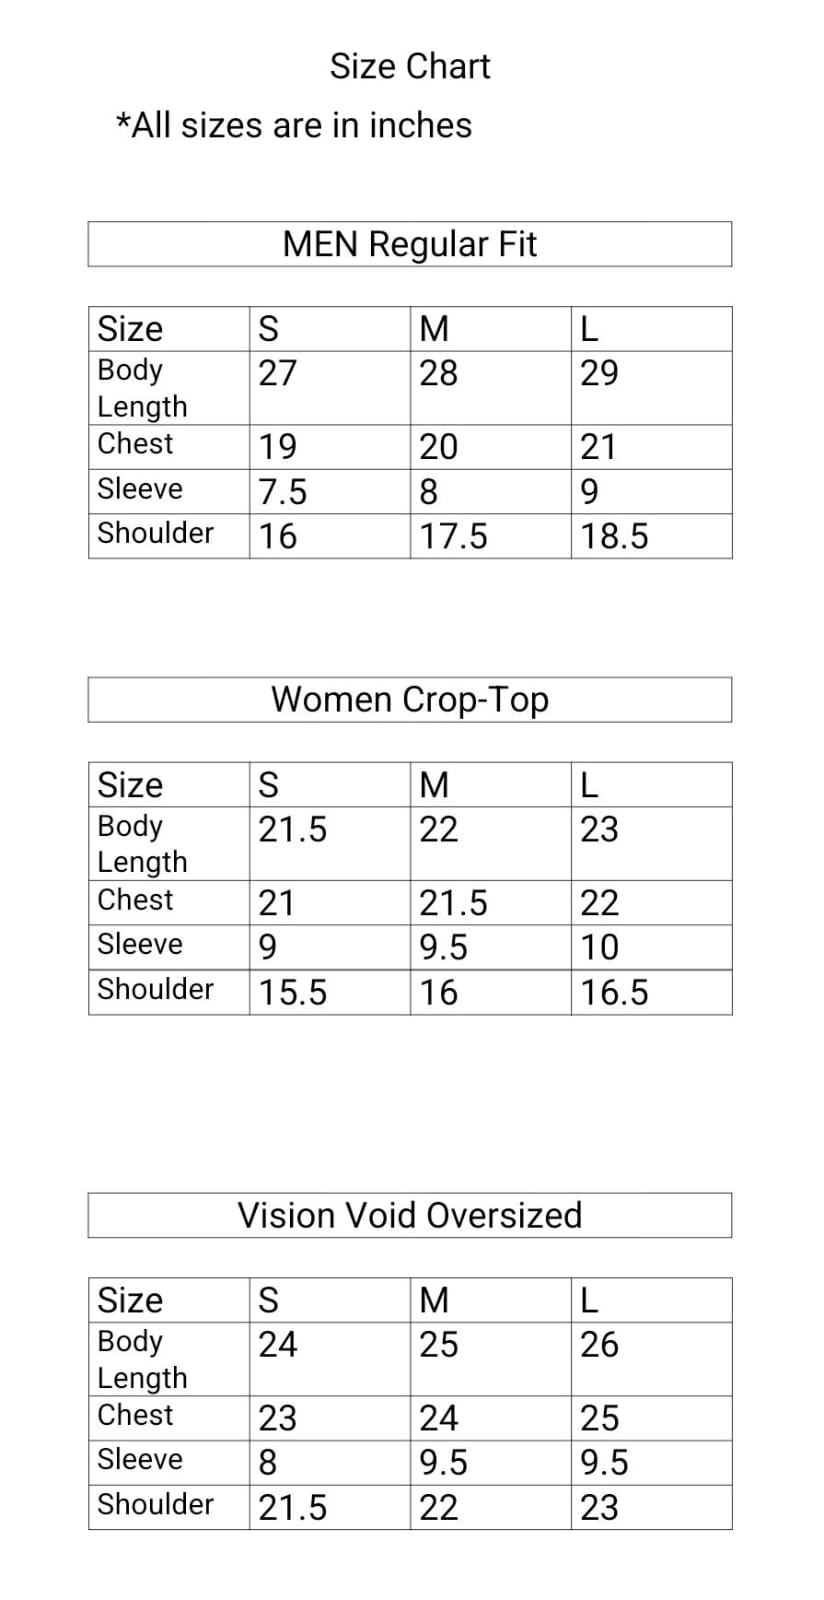 Size Chart
*All sizes are in inches
MEN Regular Fit
Size S M L
Body Length 27 28 29
Chest 19 20 21
Sleeve 7.5 8 9
Shoulder 16 17.5 18.5
Women Crop-Top
Size S M L
Body Length 21.5 22 23
Chest 21 21.5 22
Sleeve 9 9.5 10
Shoulder 15.5 16 16.5
Vision Void Oversized
Size S M L
Body Length 24 25 26
Chest 23 24 25
Sleeve 8 9.5 9.5
Shoulder 21.5 22 23